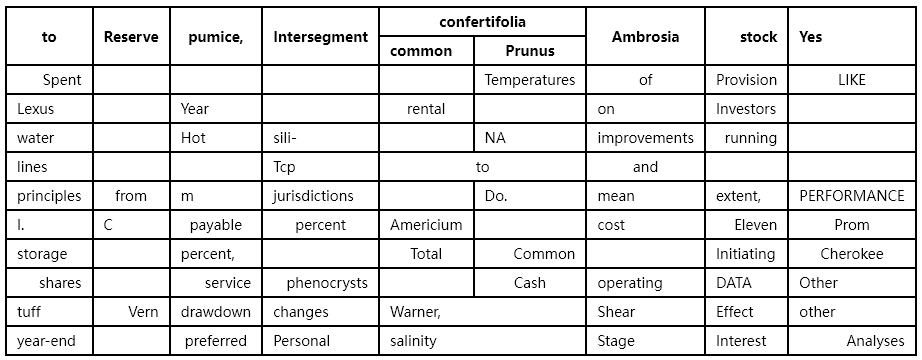 to Reserve pumice, Intersegment confertifolia Ambrosia stock Yes
common Prunus
Spent Temperatures of Provision LIKE
Lexus Year rental on Investors
water Hot sili- NA improvements running
lines Tcp to and
principles from m jurisdictions Do. mean extent, PERFORMANCE
I. C payable percent Americium cost Eleven Prom
storage percent, Total Common Initiating Cherokee
shares service phenocrysts Cash operating DATA Other
tuff Vern drawdown changes Warner, Shear Effect other
year-end preferred Personal salinity Stage Interest Analyses